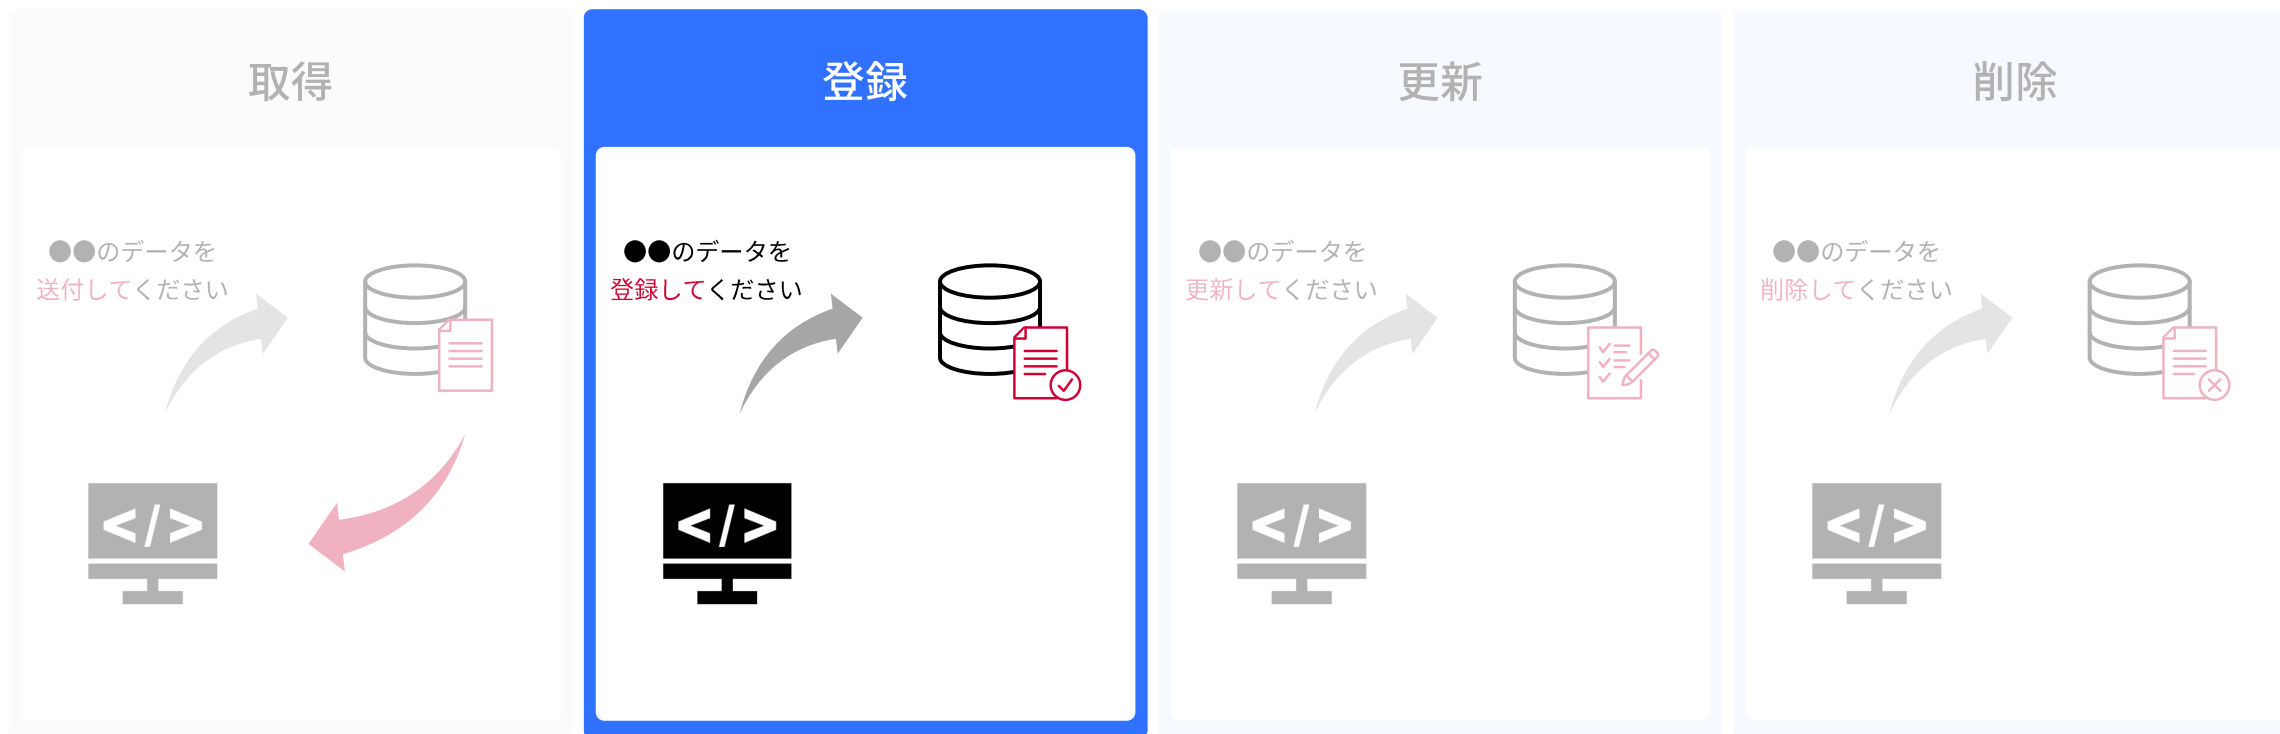 取得
●●のデータを
送付してください
</>
登録
●●のデータを
登録してください
</>
更新
●●のデータを
更新してください
</>
削除
●●のデータを
削除してください
</>